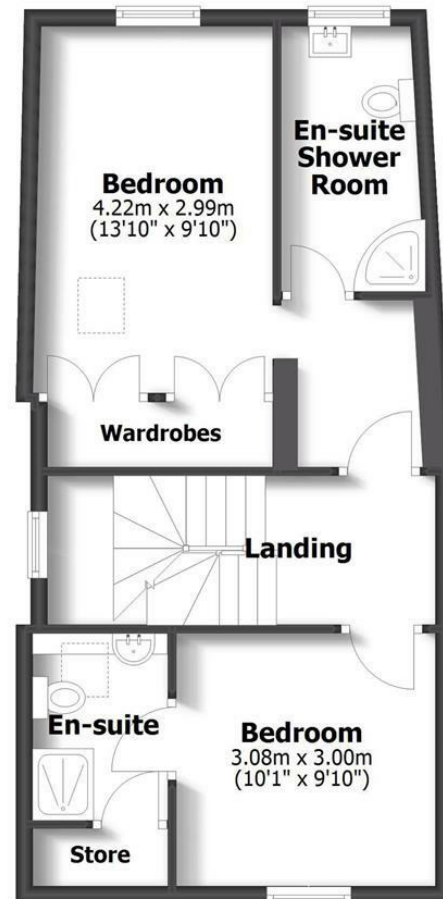 En-suite
Shower
Room
Bedroom
4.22m x 2.99m
(13'10" x 9'10")
Wardrobes
Landing
En-suite
Bedroom
3.08m x 3.00m
(10'1" x 9'10")
Store